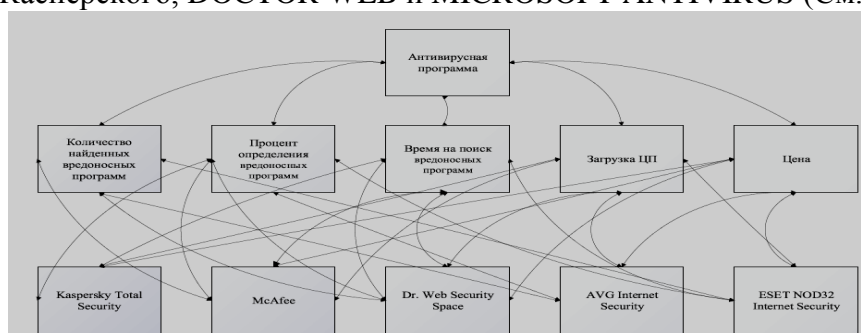 Касперского, DOCTOR WEB и MICROSOFT ANTIVIRUS (См.
Антивирусная
программа
Количество
найденных
вредоносных
программ
Процент
определения
вредоносных
программ
Время на поиск
вредоносных
программ
Загрузка ЦП
Цена
Kaspersky Total
Security
McAfee
Dr. Web Security
Space
AVG Internet
Security
ESET NOD32
Internet Security